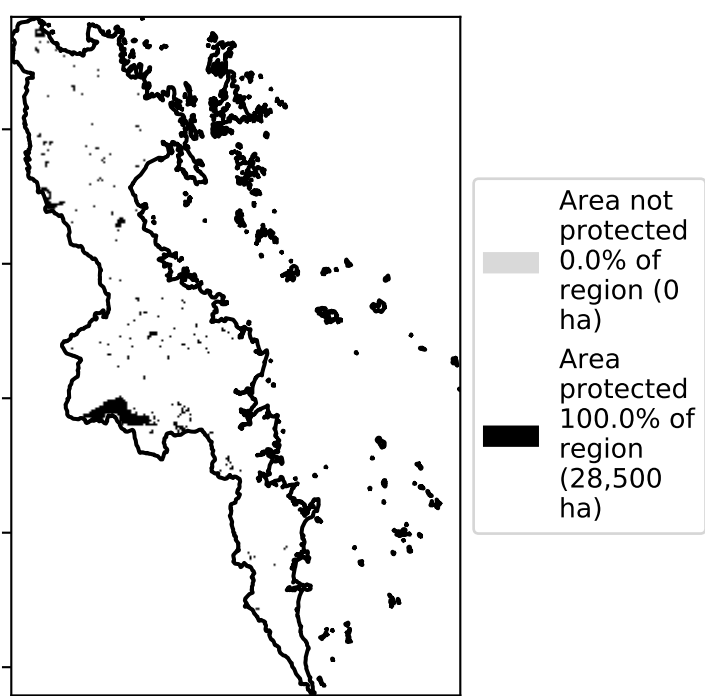 Area not
protected
0.0% of
region (0
ha)
Area
protected
100.0% of
region
(28,500
ha)